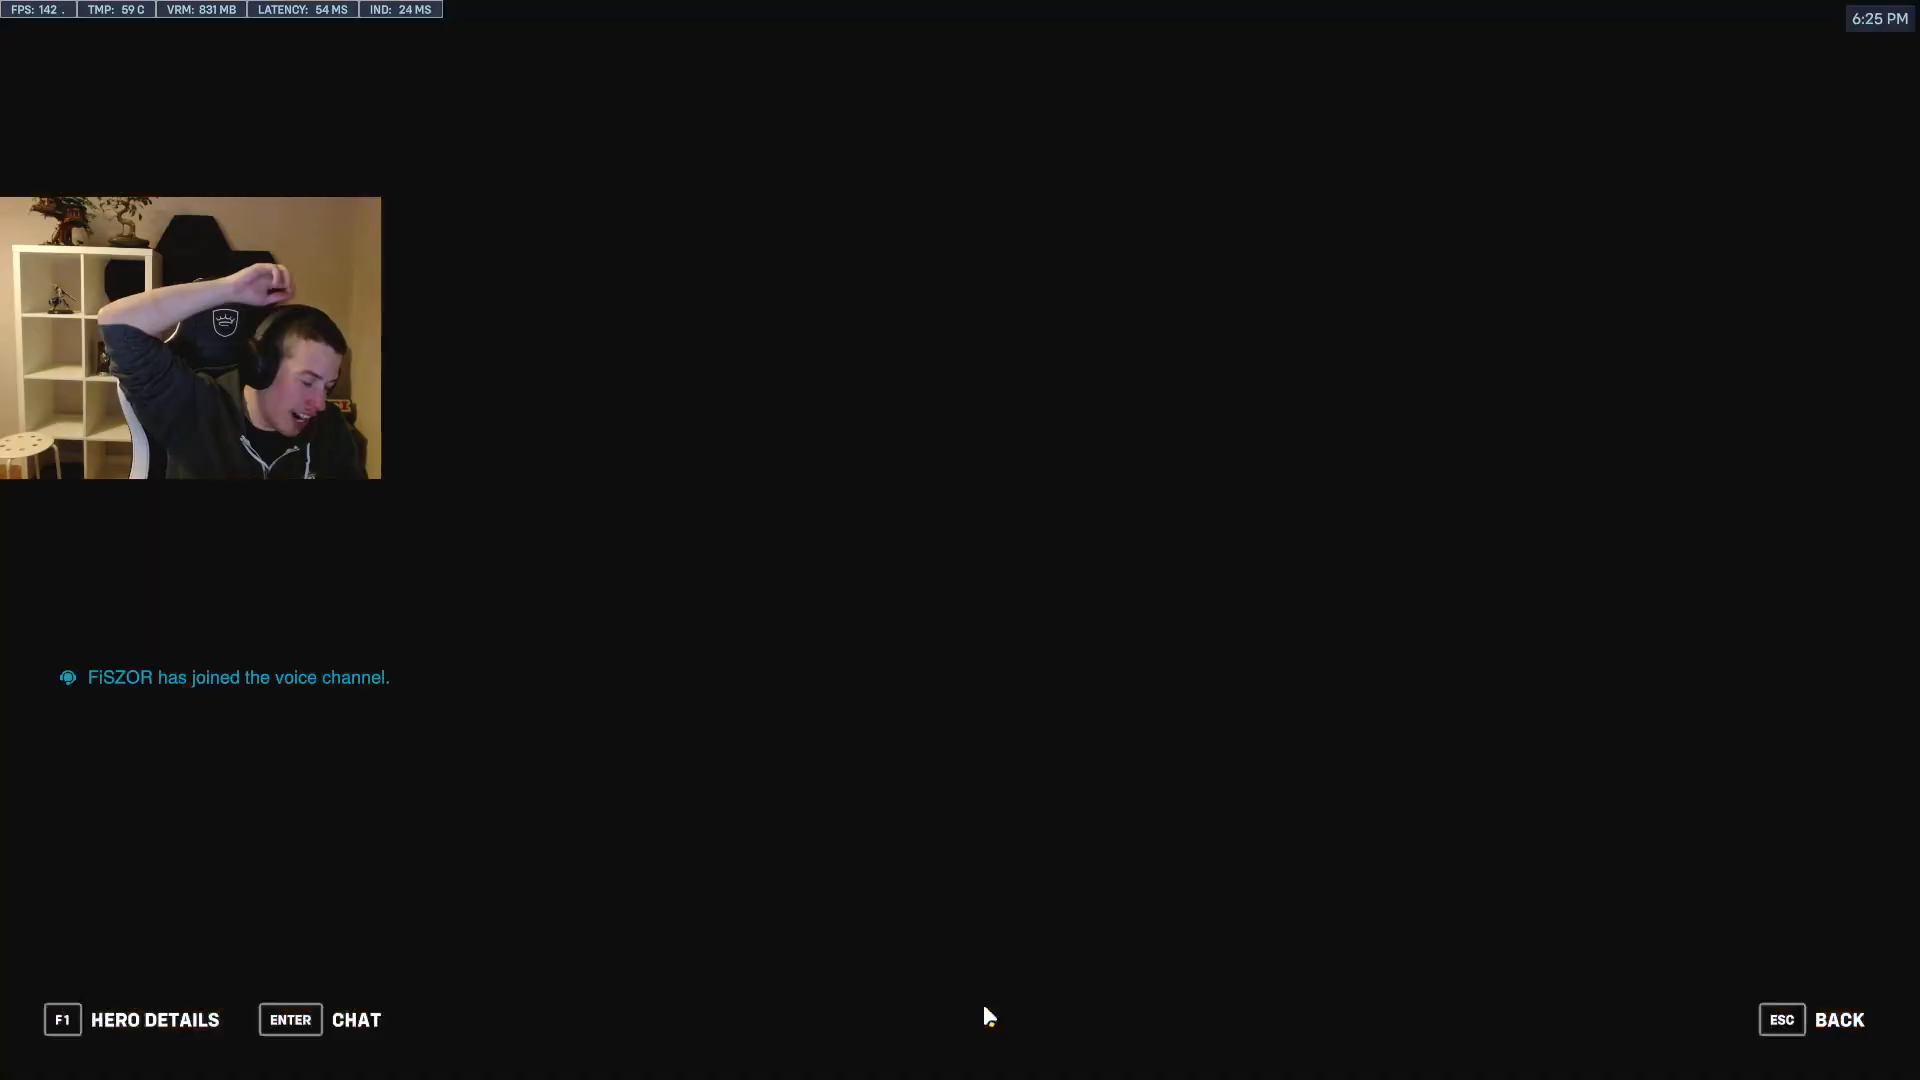 FPS: 142 . TMP: 59 C VRM: 831 MB LATENCY: 54 MS IND: 24 MS
6:25 PM
FiSZOR has joined the voice channel.
F1 HERO DETAILS ENTER CHAT ESC BACK